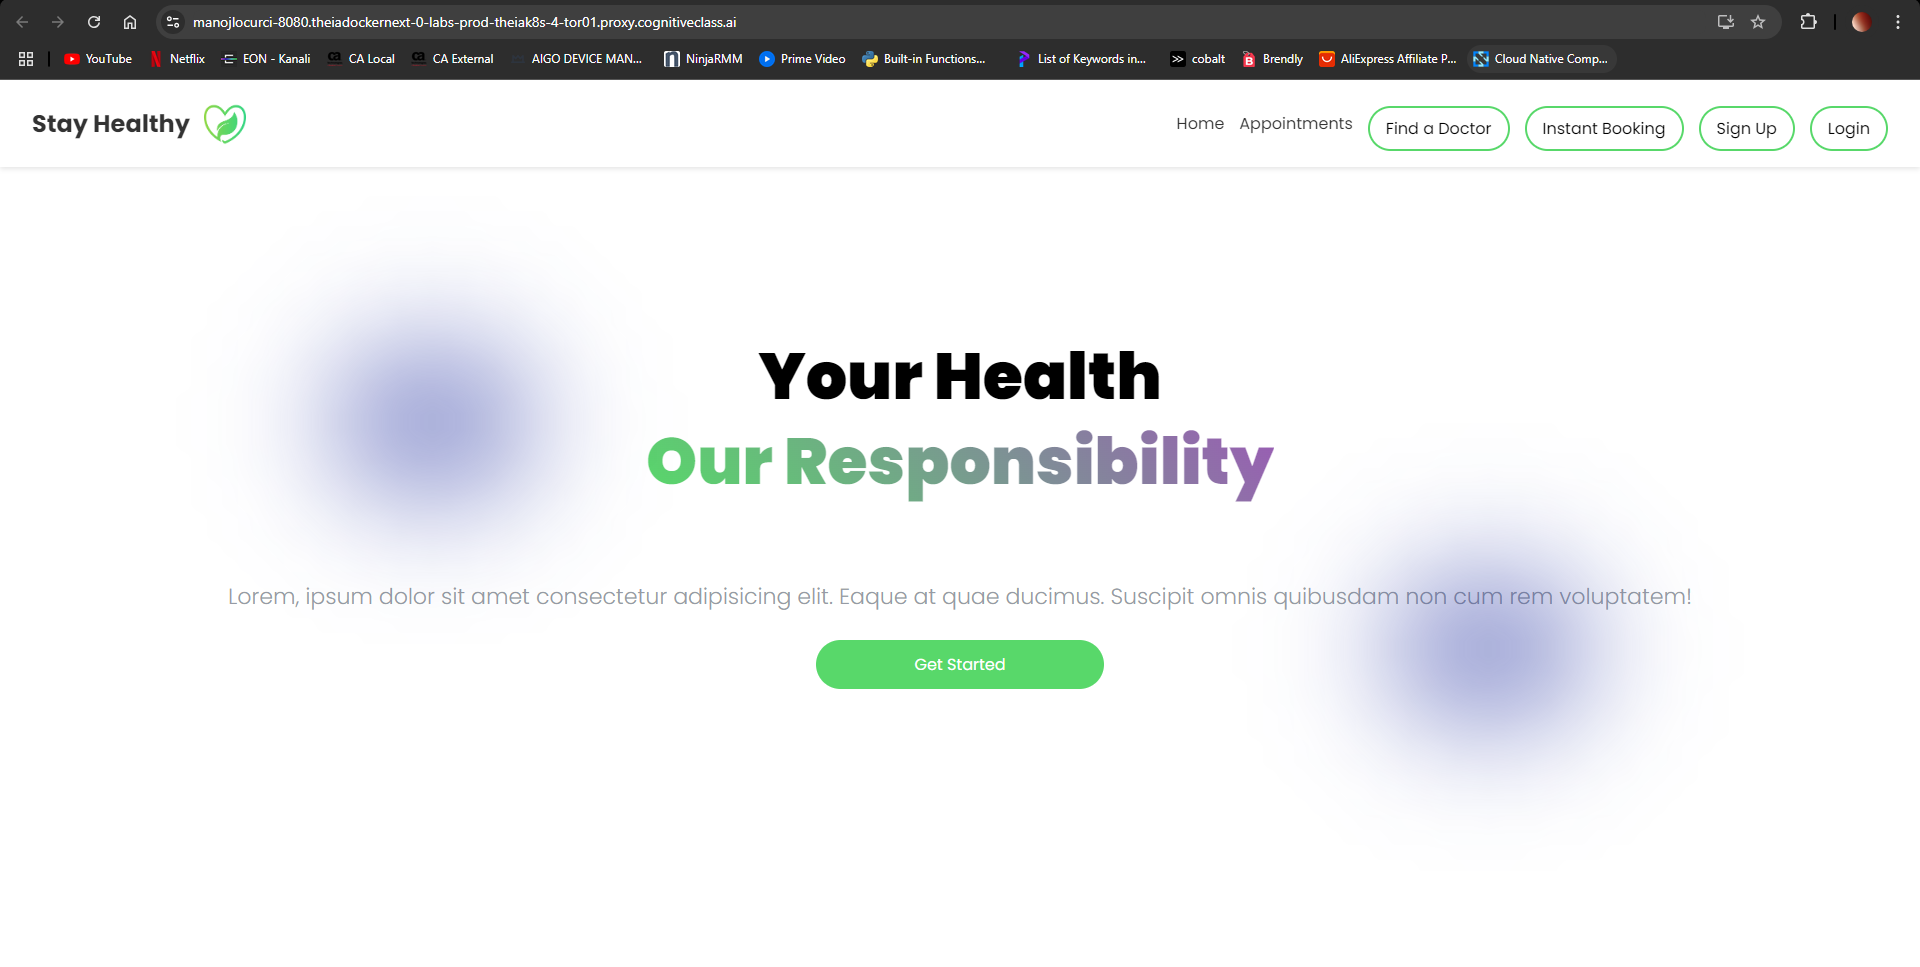 manojlocurci-8080.theiadockernext-0-labs-prod-theiak8s-4-tor01.proxy.cognitiveclass.ai
YouTube Netflix EON - Kanali CA Local CA External AIGO DEVICE MAN... NinjaRMM Prime Video Built-in Functions... List of Keywords in... cobalt Brendly AliExpress Affiliate P... Cloud Native Comp...
Stay Healthy Home Appointments Find a Doctor Instant Booking Sign Up Login
Your Health
Our Responsibility
Lorem, ipsum dolor sit amet consectetur adipisicing elit. Eaque at quae ducimus. Suscipit omnis quibusdam non cum rem voluptatem!
Get Started